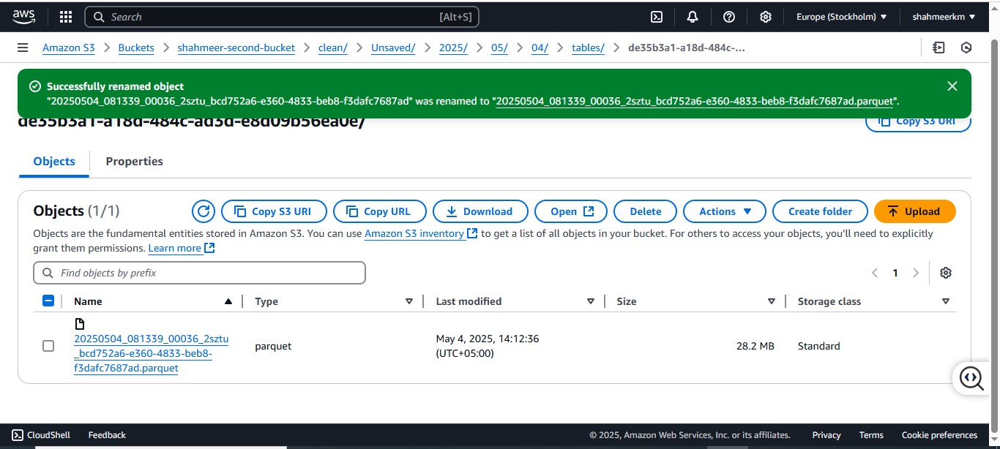 aws
Search [Alt+S] Europe (Stockholm) shahmeerkm
Amazon S3 > Buckets > shahmeer-second-bucket > clean/ > Unsaved/ > 2025/ > 05/ > 04/ > tables/ > de35b3a1-a18d-484c-...
Successfully renamed object
"20250504_081339_00036_2sztu_bcd752a6-e360-4833-beb8-f3dafc7687ad" was renamed to "20250504_081339_00036_2sztu_bcd752a6-e360-4833-beb8-f3dafc7687ad.parquet".
de35b3a1-a18d-484c-ad3d-e8d09b56ea0e/ Copy S3 URI
Objects Properties
Objects (1/1) Copy S3 URI Copy URL Download Open Delete Actions Create folder Upload
Objects are the fundamental entities stored in Amazon S3. You can use Amazon S3 inventory to get a list of all objects in your bucket. For others to access your objects, you'll need to explicitly
grant them permissions. Learn more
Find objects by prefix 1
Name Type Last modified Size Storage class
20250504_081339_00036_2sztu
_bcd752a6-e360-4833-beb8-
f3dafc7687ad.parquet
parquet
May 4, 2025, 14:12:36
(UTC+05:00)
28.2 MB
Standard
CloudShell Feedback © 2025, Amazon Web Services, Inc. or its affiliates. Privacy Terms Cookie preferences